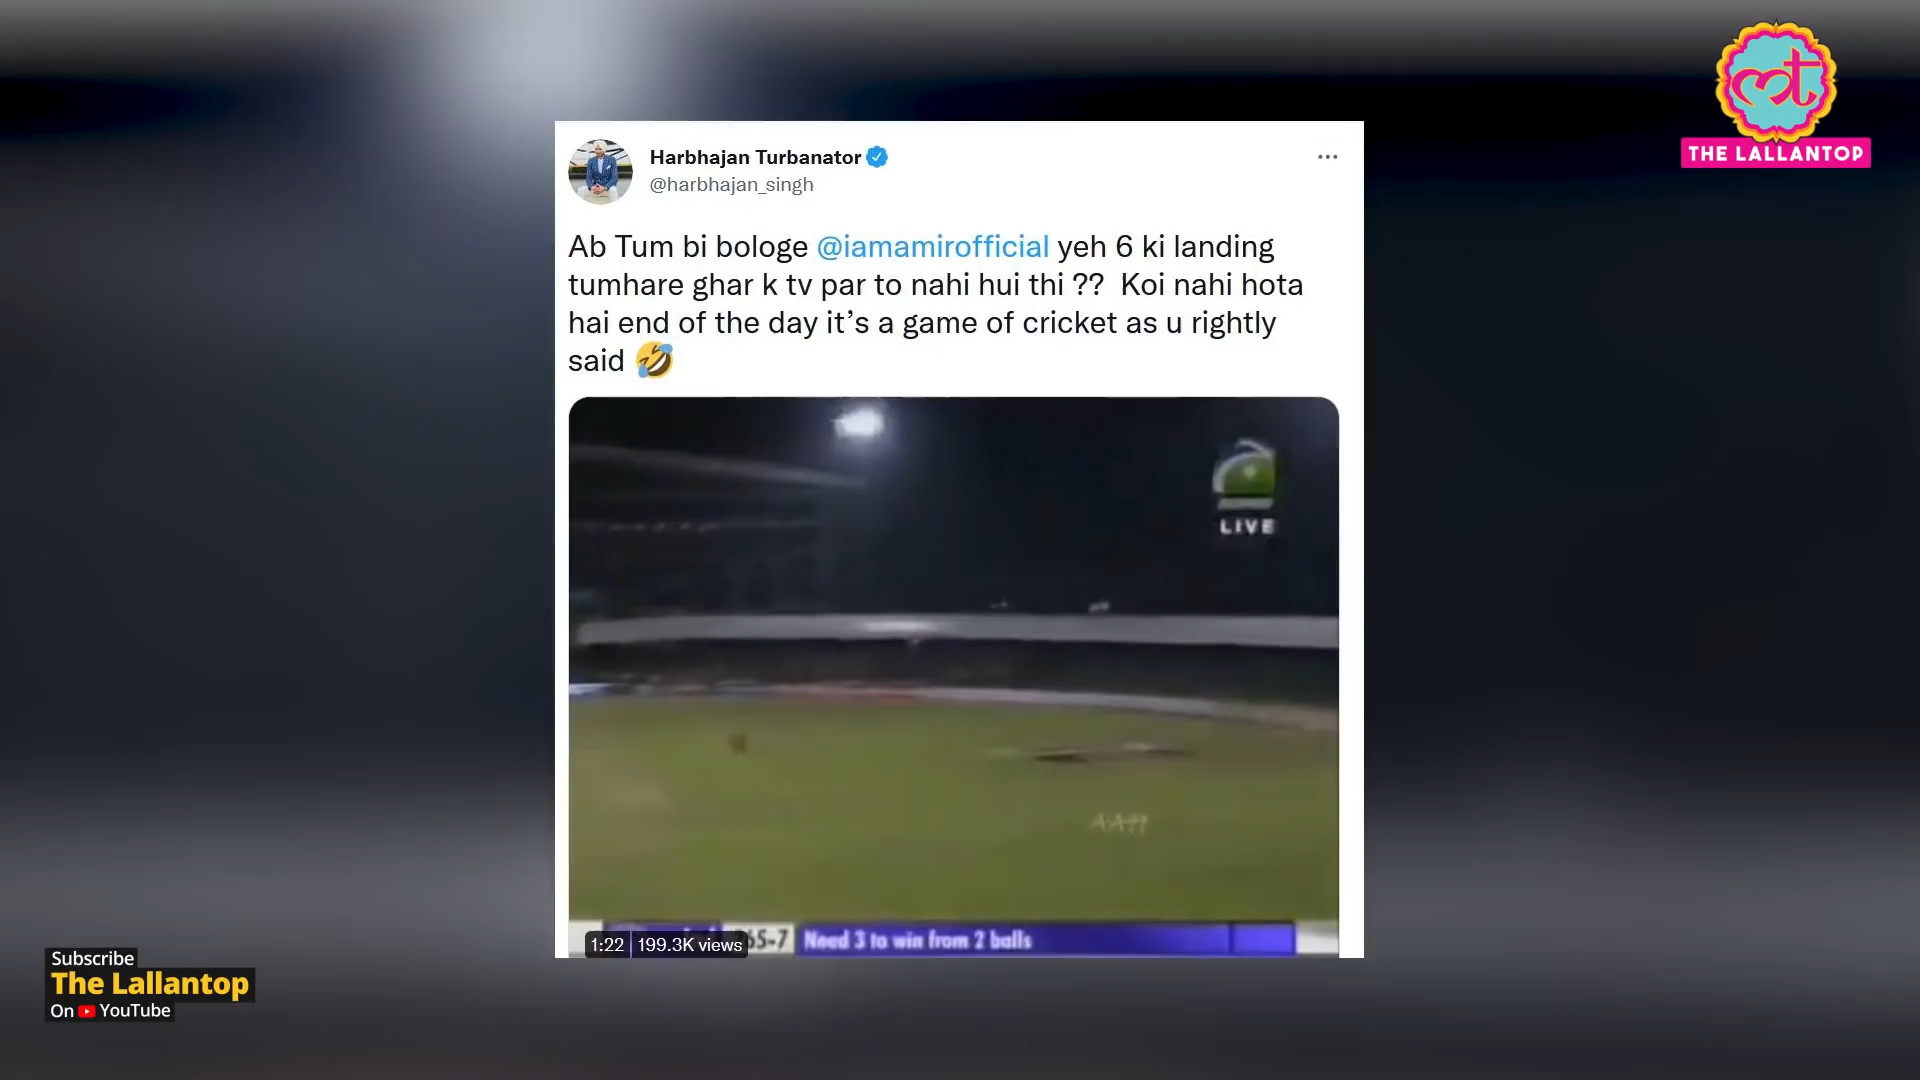 THE LALLANTOP
Harbhajan Turbanator
@harbhajan_singh
Ab Tum bi bologe @iamamirofficial yeh 6 ki landing
tumhare ghar k tv par to nahi hui thi ?? Koi nahi hota
hai end of the day it’s a game of cricket as u rightly
said 🤣
LIVE
1:22 199.3K views
65-7 Need 3 to win from 2 balls
Subscribe
The Lallantop
On YouTube